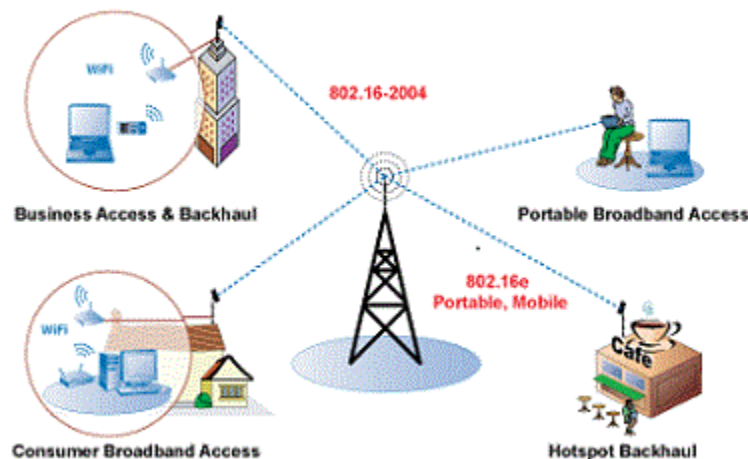 WiFi
802.16-2004
Business Access & Backhaul
Portable Broadband Access
802.16e
Portable, Mobile
WiFi
Cafe
Consumer Broadband Access
Hotspot Backhaul